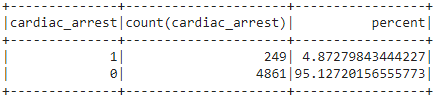 +--------------+---------------------+-----------------+
|cardiac_arrest|count(cardiac_arrest)|          percent|
+--------------+---------------------+-----------------+
|             1|                  249| 4.87279843444227|
|             0|                 4861|95.12720156555773|
+--------------+---------------------+-----------------+